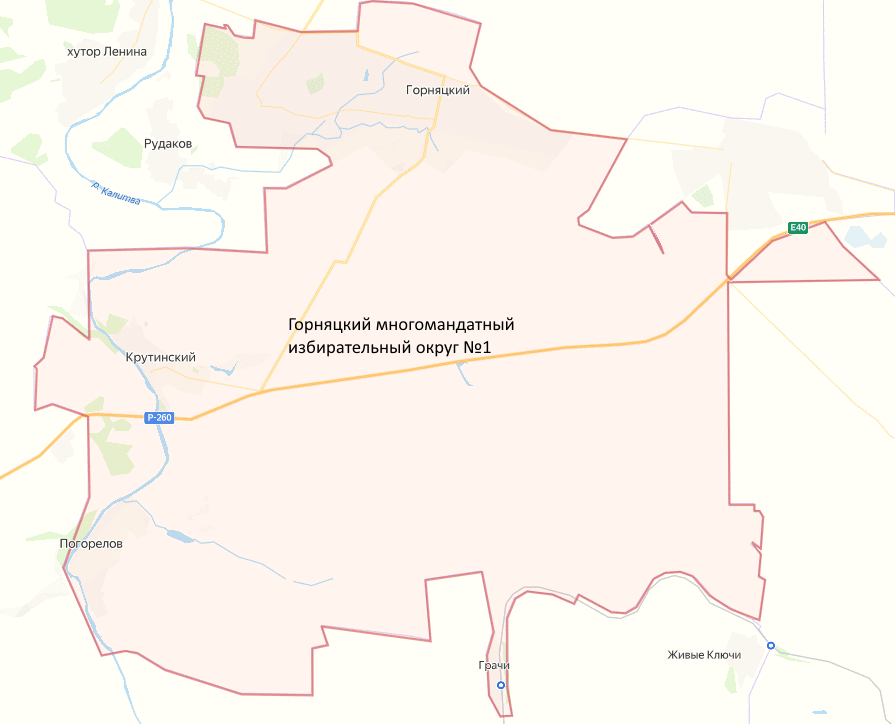 хутор Ленина
Горняцкий
Рудаков
р. Калитва
E40
Горняцкий многомандатный
избирательный округ №1
Крутинский
Р-260
Погорелов
Живые Ключи
Грачи